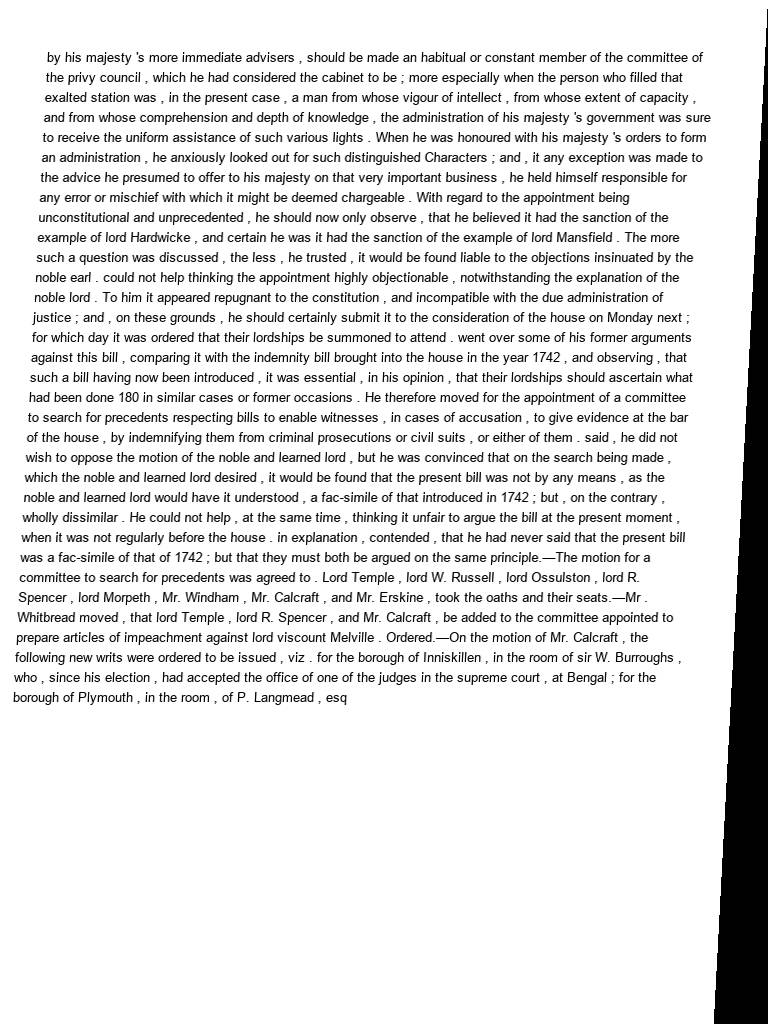 by his majesty 's more immediate advisers , should be made an habitual or constant member of the committee of
the privy council , which he had considered the cabinet to be ; more especially when the person who filled that
exalted station was , in the present case , a man from whose vigour of intellect , from whose extent of capacity ,
and from whose comprehension and depth of knowledge , the administration of his majesty 's government was sure
to receive the uniform assistance of such various lights . When he was honoured with his majesty 's orders to form
an administration , he anxiously looked out for such distinguished Characters ; and , it any exception was made to
the advice he presumed to offer to his majesty on that very important business , he held himself responsible for
any error or mischief with which it might be deemed chargeable . With regard to the appointment being
unconstitutional and unprecedented , he should now only observe , that he believed it had the sanction of the
example of lord Hardwicke , and certain he was it had the sanction of the example of lord Mansfield . The more
such a question was discussed , the less , he trusted , it would be found liable to the objections insinuated by the
noble earl . could not help thinking the appointment highly objectionable , notwithstanding the explanation of the
noble lord . To him it appeared repugnant to the constitution , and incompatible with the due administration of
justice ; and , on these grounds , he should certainly submit it to the consideration of the house on Monday next ;
for which day it was ordered that their lordships be summoned to attend . went over some of his former arguments
against this bill , comparing it with the indemnity bill brought into the house in the year 1742 , and observing , that
such a bill having now been introduced , it was essential , in his opinion , that their lordships should ascertain what
had been done 180 in similar cases or former occasions . He therefore moved for the appointment of a committee
to search for precedents respecting bills to enable witnesses , in cases of accusation , to give evidence at the bar
of the house , by indemnifying them from criminal prosecutions or civil suits , or either of them . said , he did not
wish to oppose the motion of the noble and learned lord , but he was convinced that on the search being made ,
which the noble and learned lord desired , it would be found that the present bill was not by any means , as the
noble and learned lord would have it understood , a fac-simile of that introduced in 1742 ; but , on the contrary ,
wholly dissimilar . He could not help , at the same time , thinking it unfair to argue the bill at the present moment ,
when it was not regularly before the house . in explanation , contended , that he had never said that the present bill
was a fac-simile of that of 1742 ; but that they must both be argued on the same principle.—The motion for a
committee to search for precedents was agreed to . Lord Temple , lord W. Russell , lord Ossulston , lord R.
Spencer , lord Morpeth , Mr. Windham , Mr. Calcraft , and Mr. Erskine , took the oaths and their seats.—Mr .
Whitbread moved , that lord Temple , lord R. Spencer , and Mr. Calcraft , be added to the committee appointed to
prepare articles of impeachment against lord viscount Melville . Ordered.—On the motion of Mr. Calcraft , the
following new writs were ordered to be issued , viz . for the borough of Inniskillen , in the room of sir W. Burroughs ,
who , since his election , had accepted the office of one of the judges in the supreme court , at Bengal ; for the
borough of Plymouth , in the room , of P. Langmead , esq